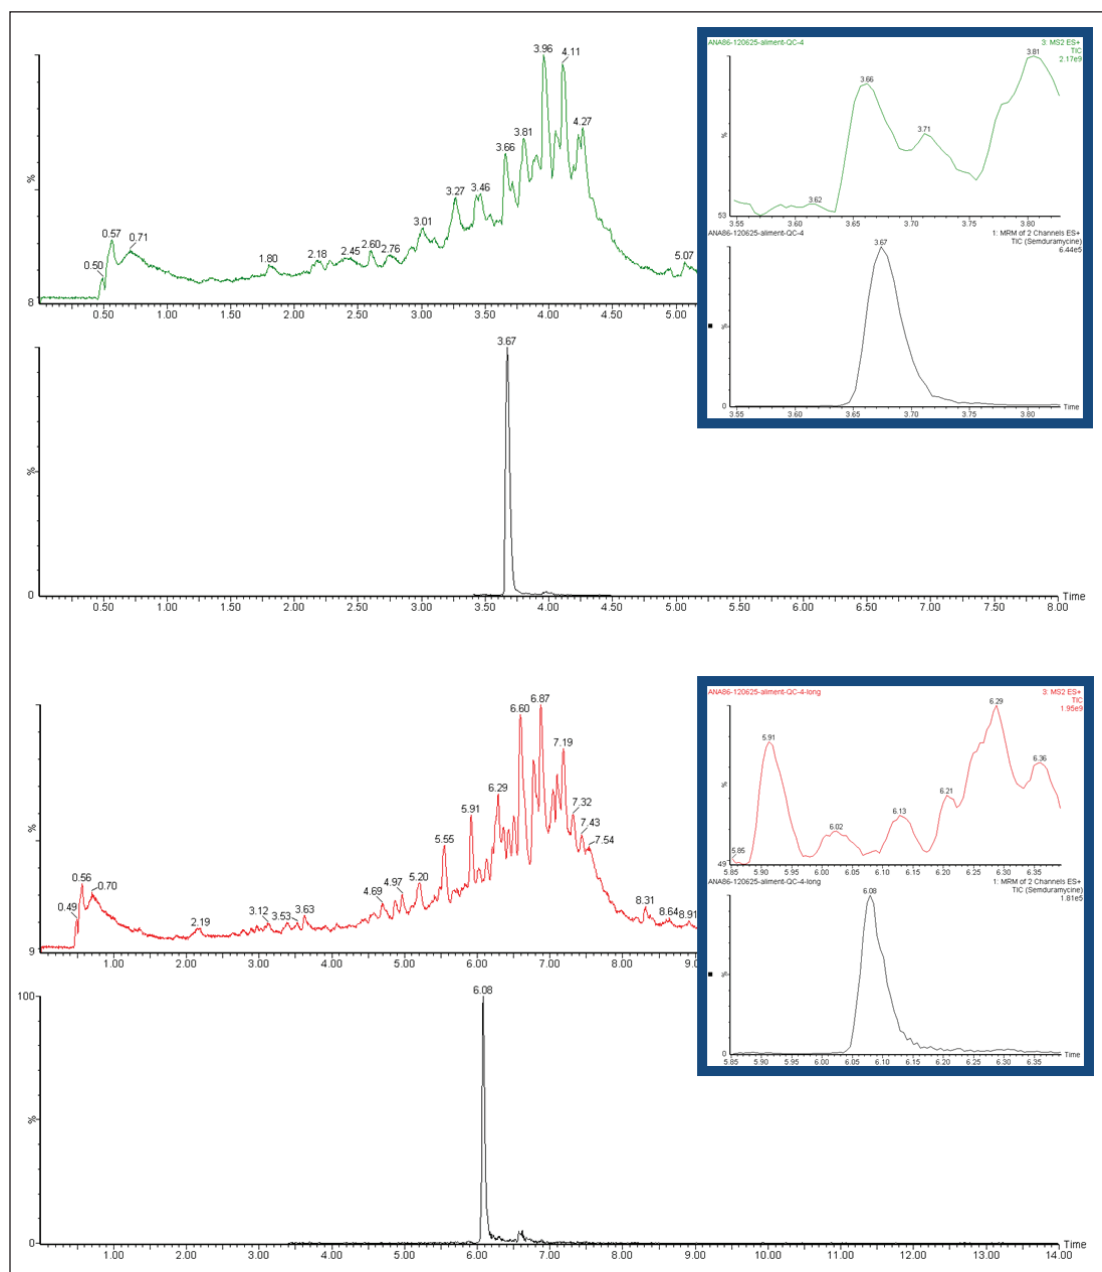 3.96
4.11
3.81
4.27
3.66
3.27
3.46
3.01
0.57
0.71
0.50
1.80
2.18
2.45
2.60
2.76
5.07
%
8
0.50 1.00 1.50 2.00 2.50 3.00 3.50 4.00 4.50 5.00
ANA86-120625-aliment-QC-4
3: MS2 ES+
TIC
2.17e9
3.81
3.66
3.71
3.62
%
53
3.55 3.60 3.65 3.70 3.75 3.80
ANA86-120625-aliment-QC-4
1: MRM of 2 Channels ES+
TIC (Semduramycine)
6.44e5
3.67
%
0
3.55 3.60 3.65 3.70 3.75 3.80
Time
3.67
%
0
0.50 1.00 1.50 2.00 2.50 3.00 3.50 4.00 4.50 5.00 5.50 6.00 6.50 7.00 7.50 8.00
Time
6.87
6.60
7.19
6.29
7.32
5.91
7.43
7.54
5.55
0.56
0.70
0.49
2.19
3.12
3.53
3.63
4.69
4.97
5.20
8.31
8.64
8.91
%
9
1.00 2.00 3.00 4.00 5.00 6.00 7.00 8.00 9.0
ANA86-120625-aliment-QC-4-long
3: MS2 ES+
TIC
1.95e9
6.29
5.91
6.36
6.21
6.13
6.02
5.85
%
49
5.85 5.90 5.95 6.00 6.05 6.10 6.15 6.20 6.25 6.30 6.35
ANA86-120625-aliment-QC-4-long
1: MRM of 2 Channels ES+
TIC (Semduramycine)
1.81e5
6.08
%
0
5.85 5.90 5.95 6.00 6.05 6.10 6.15 6.20 6.25 6.30 6.35
Time
6.08
100
%
0
1.00 2.00 3.00 4.00 5.00 6.00 7.00 8.00 9.00 10.00 11.00 12.00 13.00 14.00
Time